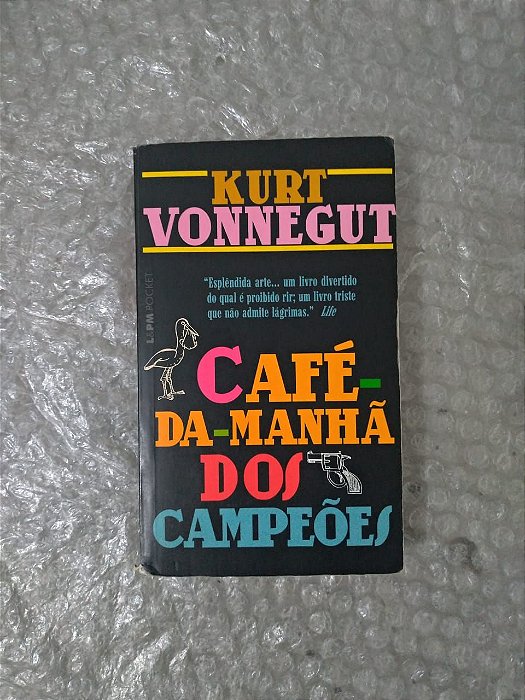 KURT
VONNEGUT
"Esplêndida arte... um livro divertido
do qual é proibido rir; um livro triste
que não admite lágrimas." Life
L&PM POCKET
CAFÉ-
DA-MANHÃ
DOS
CAMPEÕES